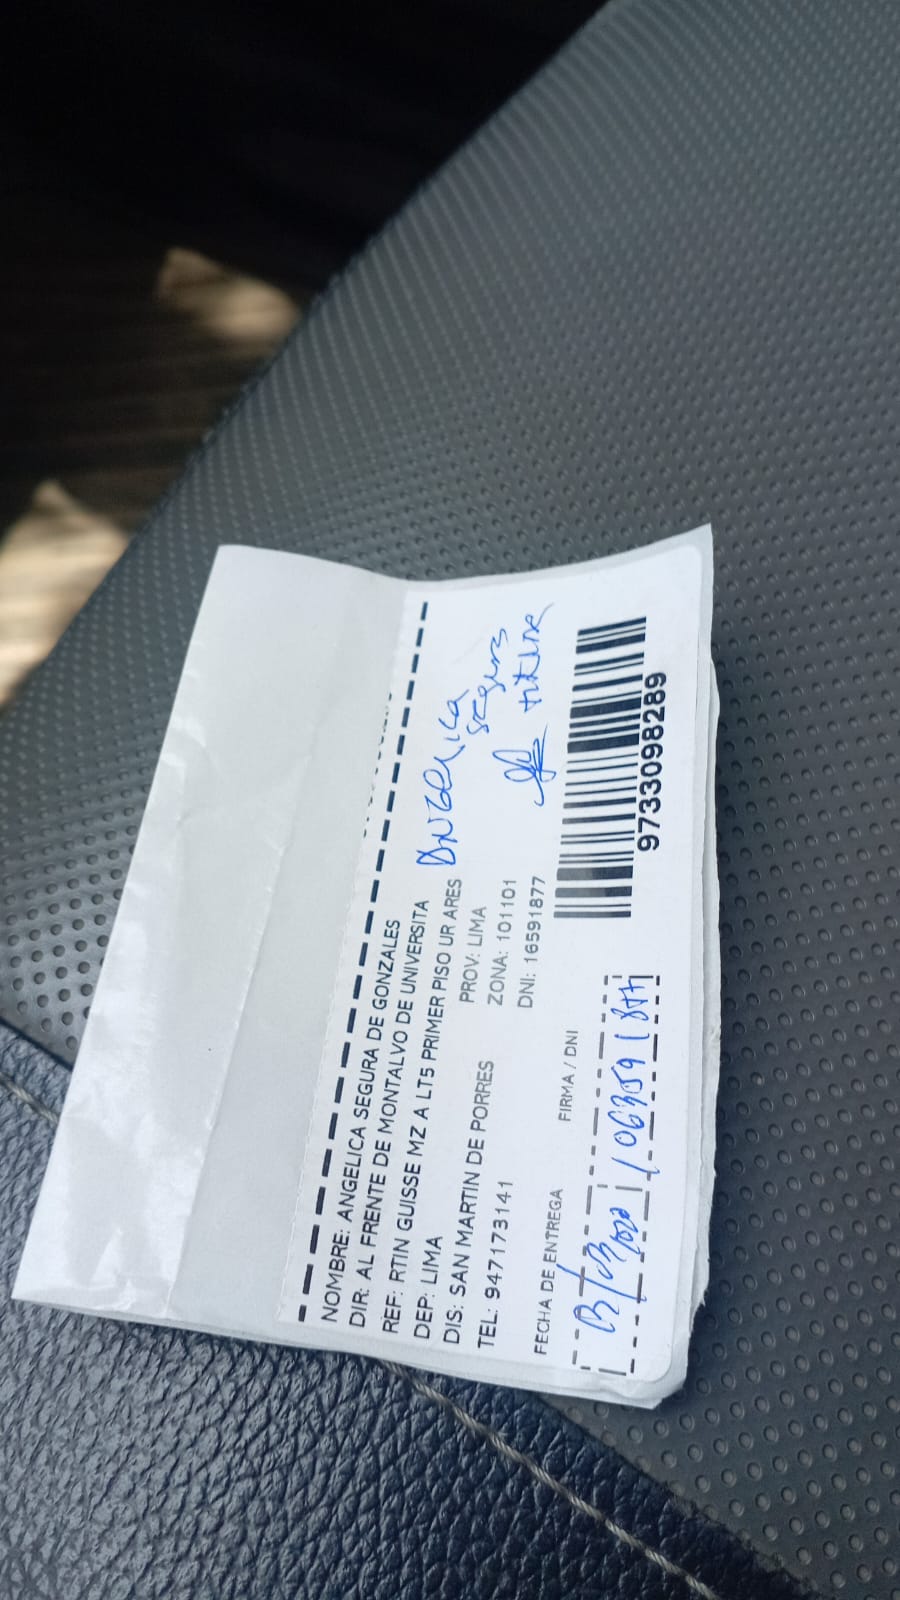 NOMBRE: ANGELICA SEGURA DE GONZALES
DIR: AL FRENTE DE MONTALVO DE UNIVERSITA
REF: RTIN GUISSE MZ A LT5 PRIMER PISO UR ARES
DEP: LIMA PROV: LIMA
DIS: SAN MARTIN DE PORRES ZONA: 101101
TEL: 947173141 DNI: 16591877
Angelica
Segura
titular
FECHA DE ENTREGA FIRMA / DNI
9733098289